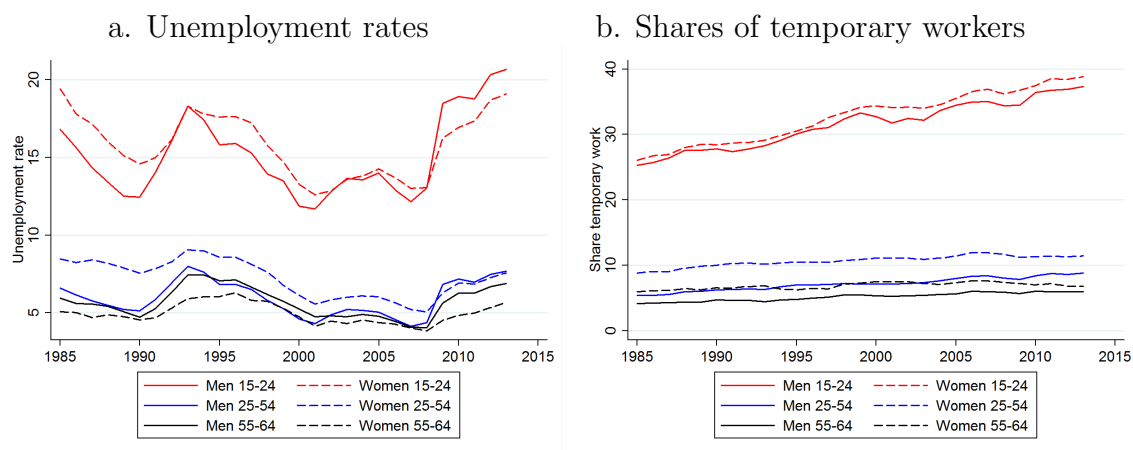 a. Unemployment rates
b. Shares of temporary workers
Unemployment rate
20
15
10
5
1985 1990 1995 2000 2005 2010 2015
Men 15-24 Women 15-24
Men 25-54 Women 25-54
Men 55-64 Women 55-64
Share temporary work
40
30
20
10
0
1985 1990 1995 2000 2005 2010 2015
Men 15-24 Women 15-24
Men 25-54 Women 25-54
Men 55-64 Women 55-64